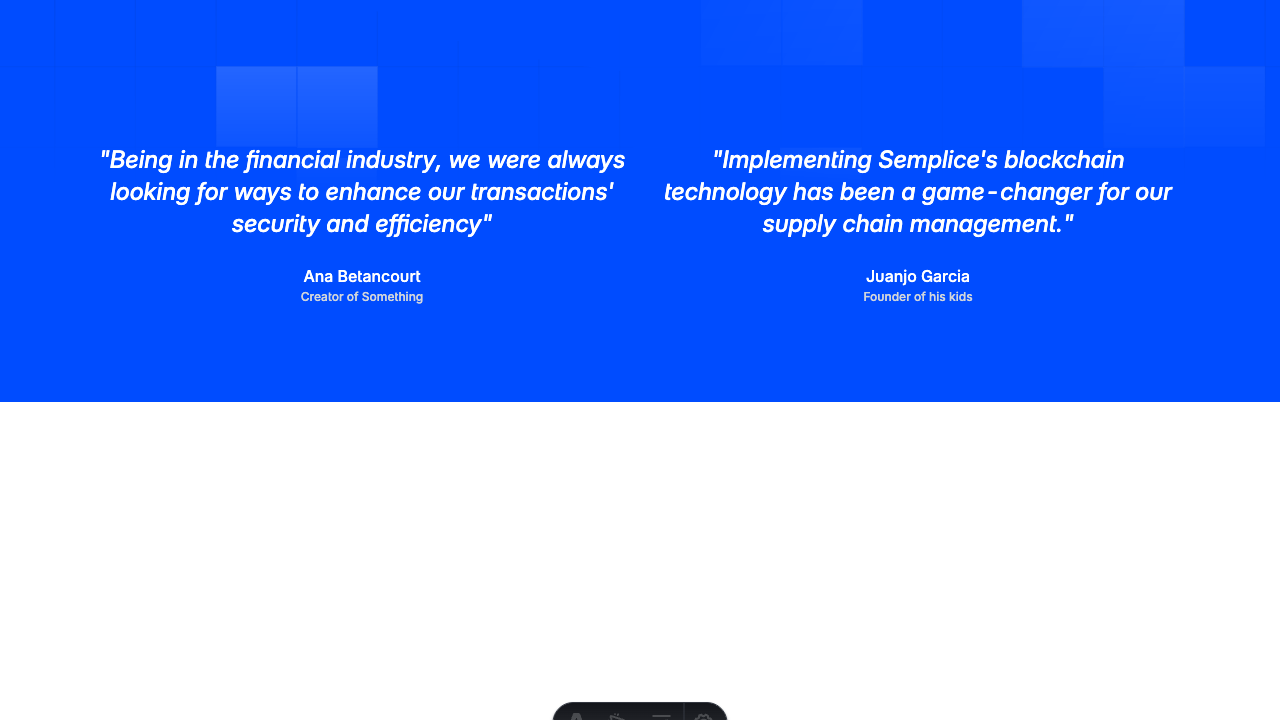 "Being in the financial industry, we were always
looking for ways to enhance our transactions'
security and efficiency"
Ana Betancourt
Creator of Something
"Implementing Semplice's blockchain
technology has been a game-changer for our
supply chain management."
Juanjo Garcia
Founder of his kids